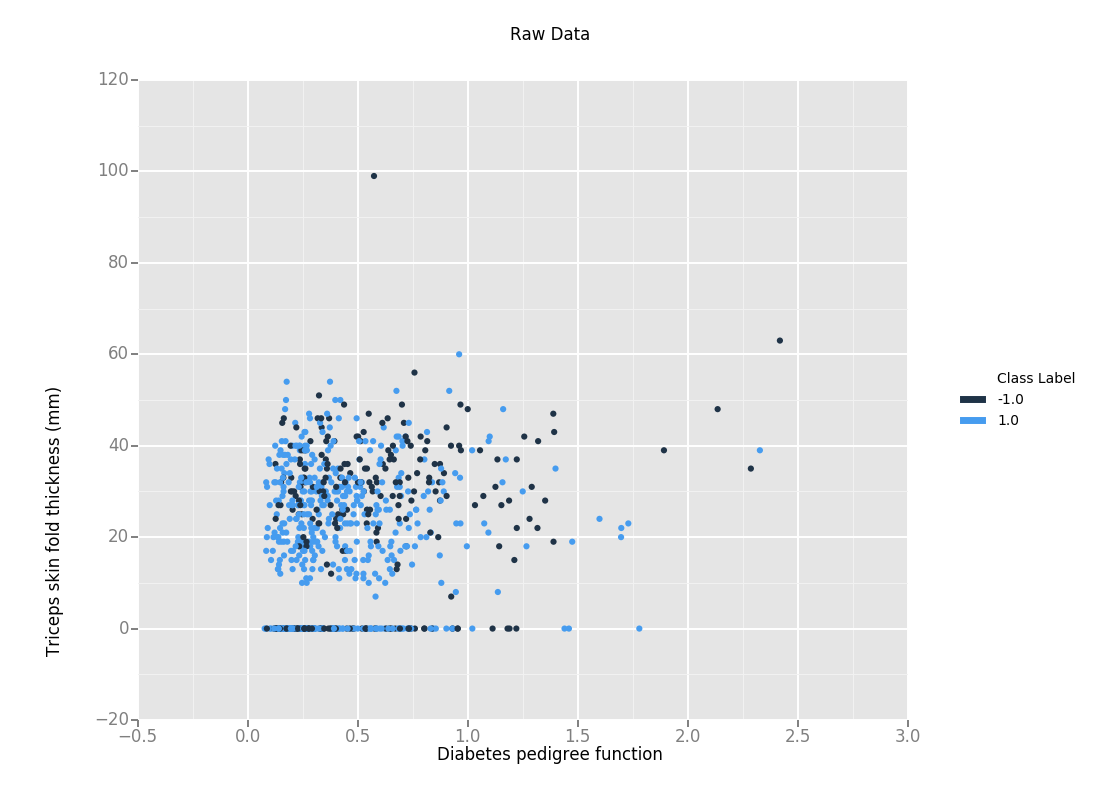 Raw Data
120
100
80
60
40
20
0
−20
−0.5 0.0 0.5 1.0 1.5 2.0 2.5 3.0
Diabetes pedigree function
Triceps skin fold thickness (mm)
Class Label
-1.0
1.0